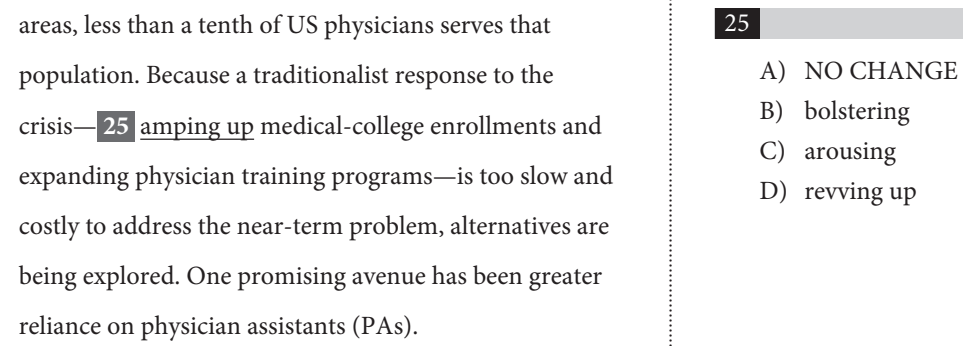 areas, less than a tenth of US physicians serves that
population. Because a traditionalist response to the
crisis—25 amping up medical-college enrollments and
expanding physician training programs—is too slow and
costly to address the near-term problem, alternatives are
being explored. One promising avenue has been greater
reliance on physician assistants (PAs).
25
A) NO CHANGE
B) bolstering
C) arousing
D) revving up